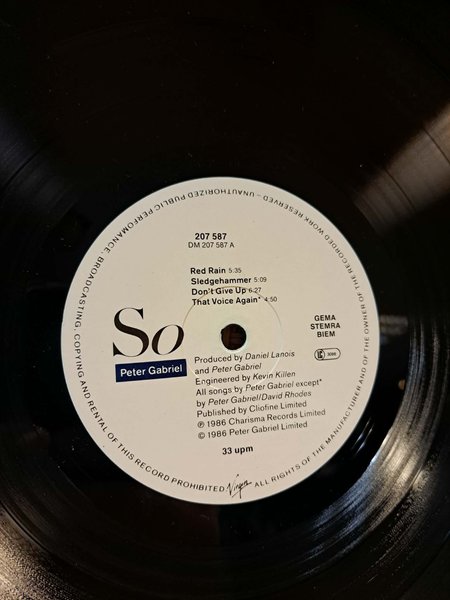 207 587
DM 207 587 A
Red Rain 5:35
Sledgehammer 5:09
Don't Give Up 6:27
That Voice Again* 4:50
So
Peter Gabriel
GEMA
STEMRA
BIEM
LC 3098
Produced by Daniel Lanois
and Peter Gabriel
Engineered by Kevin Killen
All songs by Peter Gabriel except*
by Peter Gabriel/David Rhodes
Published by Cliofine Limited
℗ 1986 Charisma Records Limited
© 1986 Peter Gabriel Limited
33 upm
Virgin
ALL RIGHTS OF THE MANUFACTURER AND OF THE OWNER OF THE RECORDED WORK RESERVED – UNAUTHORIZED PUBLIC PERFOMANCE, BROADCASTING, COPYING AND RENTAL OF THIS RECORD PROHIBITED